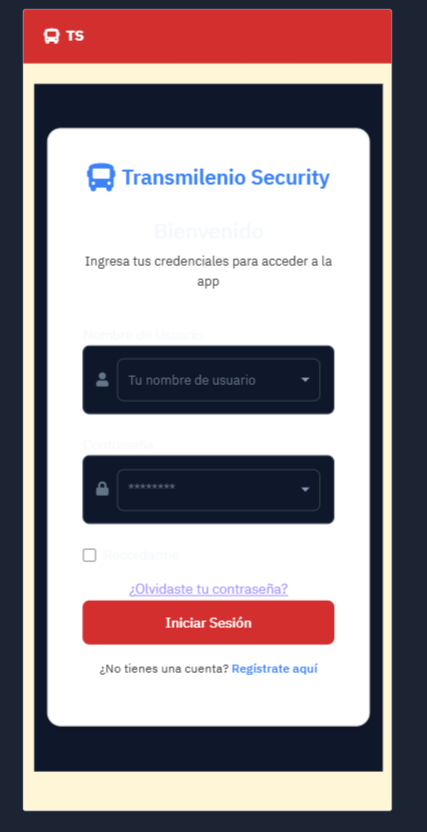 TS
Transmilenio Security
Bienvenido
Ingresa tus credenciales para acceder a la
app
Nombre de Usuario
Tu nombre de usuario
Contraseña
********
Recordarme
¿Olvidaste tu contraseña?
Iniciar Sesión
¿No tienes una cuenta? Regístrate aquí